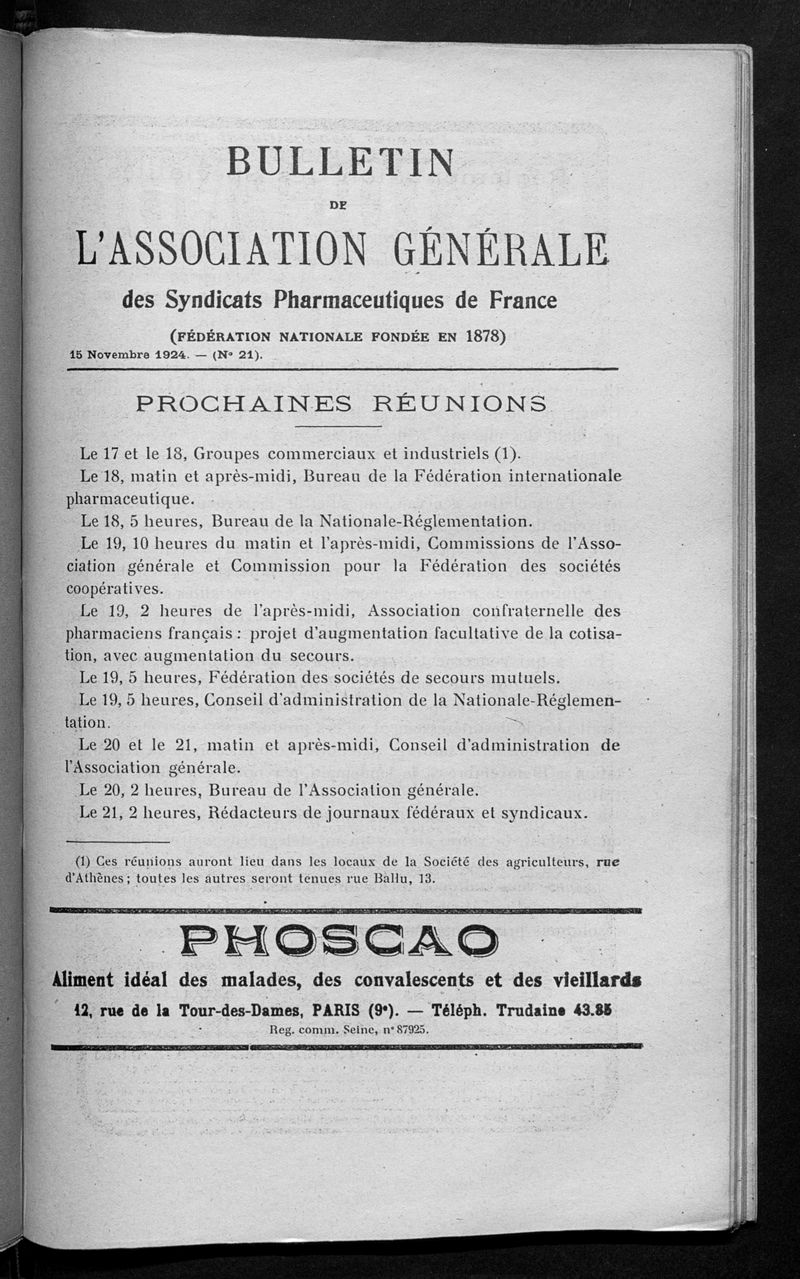 BULLETIN
DE
L'ASSOCIATION GÉNÉRALE
des Syndicats Pharmaceutiques de France
(FÉDÉRATION NATIONALE FONDÉE EN 1878)
15 Novembre 1924. — (No 21).
PROCHAINES RÉUNIONS
Le 17 et le 18, Groupes commerciaux et industriels (1).
Le 18, matin et après-midi, Bureau de la Fédération internationale
pharmaceutique.
Le 18, 5 heures, Bureau de la Nationale-Réglementation.
Le 19, 10 heures du matin et l'après-midi, Commissions de l'Asso-
ciation générale et Commission pour la Fédération des sociétés
coopératives.
Le 19, 2 heures de l'après-midi, Association confraternelle des
pharmaciens français : projet d'augmentation facultative de la cotisa-
tion, avec augmentation du secours.
Le 19, 5 heures, Fédération des sociétés de secours mutuels.
Le 19, 5 heures, Conseil d'administration de la Nationale-Réglemen-
tation.
Le 20 et le 21, matin et après-midi, Conseil d'administration de
l'Association générale.
Le 20, 2 heures, Bureau de l'Association générale.
Le 21, 2 heures, Rédacteurs de journaux fédéraux et syndicaux.
(1) Ces réunions auront lieu dans les locaux de la Société des agriculteurs, rue
d'Athènes ; toutes les autres seront tenues rue Ballu, 13.
PHOSCAO
Aliment idéal des malades, des convalescents et des vieillards
12, rue de la Tour-des-Dames, PARIS (9e). — Téléph. Trudaine 43.85
Reg. comm. Seine, n° 87925.